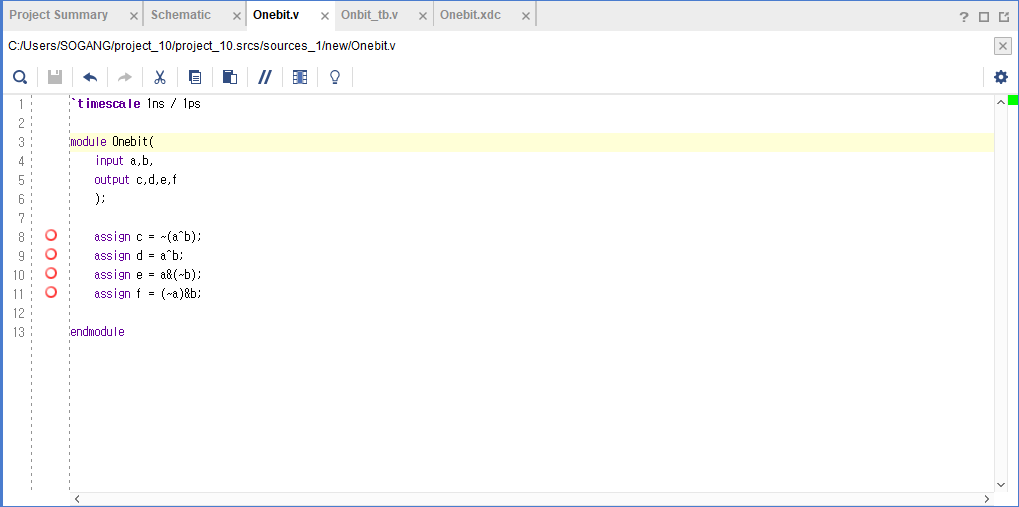 Project Summary × Schematic × Onebit.v × Onbit_tb.v × Onebit.xdc ×
C:/Users/SOGANG/project_10/project_10.srcs/sources_1/new/Onebit.v
1 `timescale 1ns / 1ps
2
3 module Onebit(
4 input a,b,
5 output c,d,e,f
6 );
7
8 assign c = ~(a^b);
9 assign d = a^b;
10 assign e = a&(~b);
11 assign f = (~a)&b;
12
13 endmodule